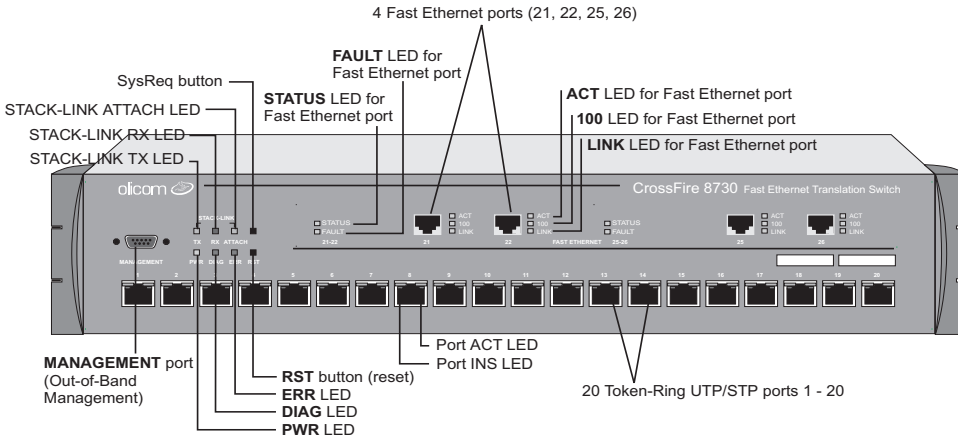 4 Fast Ethernet ports (21, 22, 25, 26)
FAULT LED for
Fast Ethernet port
SysReq button
STATUS LED for
Fast Ethernet port
STACK-LINK ATTACH LED
STACK-LINK RX LED
STACK-LINK TX LED
ACT LED for Fast Ethernet port
100 LED for Fast Ethernet port
LINK LED for Fast Ethernet port
olicom
CrossFire 8730 Fast Ethernet Translation Switch
STACK-LINK
TX RX ATTACH
STATUS
FAULT
21-22
ACT
100
LINK
21
ACT
100
LINK
22
FAST ETHERNET
STATUS
FAULT
25-26
ACT
100
LINK
25
ACT
100
LINK
26
MANAGEMENT
PWR DIAG ERR RST
1 2 3 4 5 6 7 8 9 10 11 12 13 14 15 16 17 18 19 20
Port ACT LED
Port INS LED
MANAGEMENT port
(Out-of-Band
Management)
RST button (reset)
ERR LED
DIAG LED
PWR LED
20 Token-Ring UTP/STP ports 1 - 20